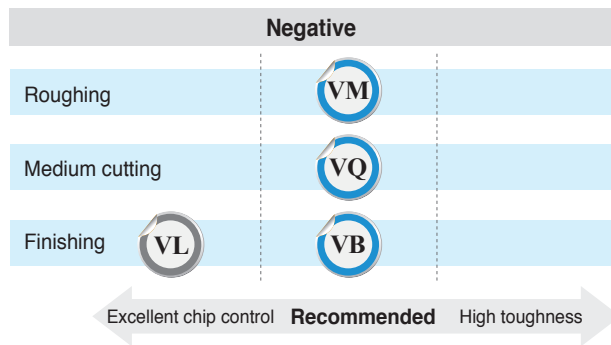 Negative
Roughing
VM
Medium cutting
VQ
Finishing
VL
VB
Excellent chip control
Recommended
High toughness